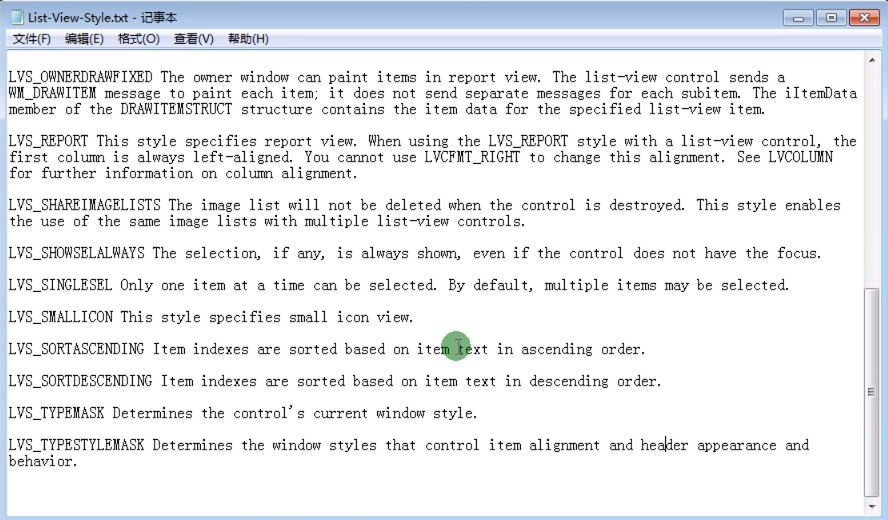 List-View-Style.txt - 记事本
文件(F) 编辑(E) 格式(O) 查看(V) 帮助(H)
LVS_OWNERDRAWFIXED The owner window can paint items in report view. The list-view control sends a
WM_DRAWITEM message to paint each item; it does not send separate messages for each subitem. The iItemData
member of the DRAWITEMSTRUCT structure contains the item data for the specified list-view item.
LVS_REPORT This style specifies report view. When using the LVS_REPORT style with a list-view control, the
first column is always left-aligned. You cannot use LVCFMT_RIGHT to change this alignment. See LVCOLUMN
for further information on column alignment.
LVS_SHAREIMAGELISTS The image list will not be deleted when the control is destroyed. This style enables
the use of the same image lists with multiple list-view controls.
LVS_SHOWSELALWAYS The selection, if any, is always shown, even if the control does not have the focus.
LVS_SINGLESEL Only one item at a time can be selected. By default, multiple items may be selected.
LVS_SMALLICON This style specifies small icon view.
LVS_SORTASCENDING Item indexes are sorted based on item text in ascending order.
LVS_SORTDESCENDING Item indexes are sorted based on item text in descending order.
LVS_TYPEMASK Determines the control's current window style.
LVS_TYPESTYLEMASK Determines the window styles that control item alignment and header appearance and
behavior.